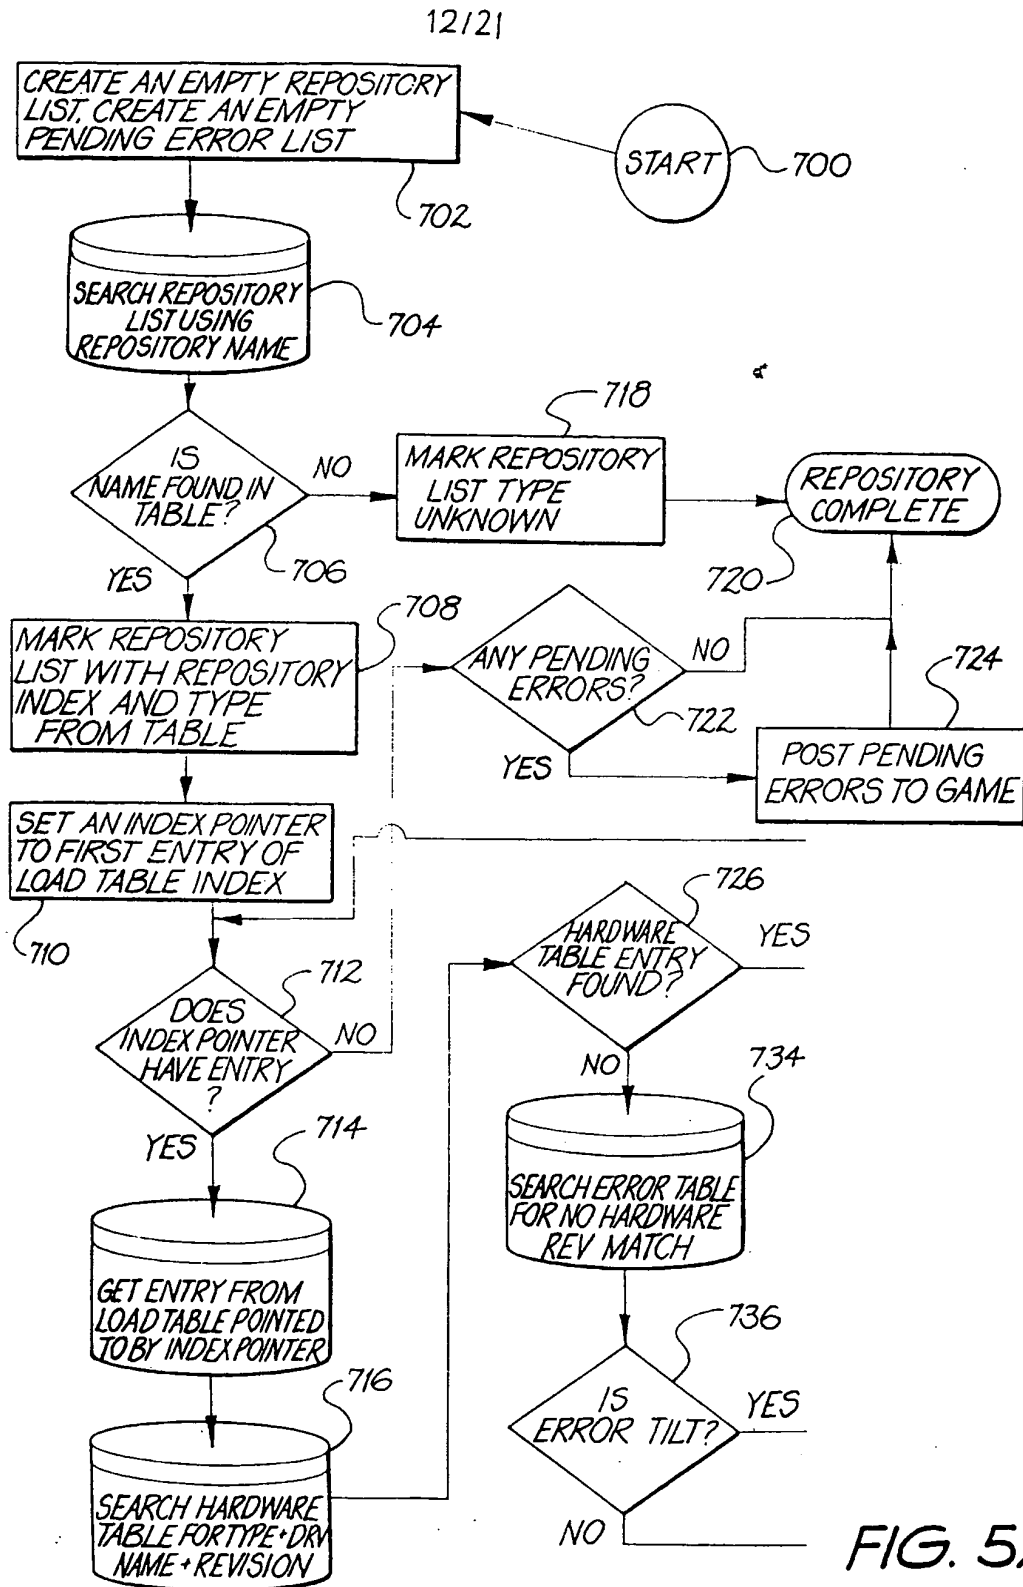 12/21
CREATE AN EMPTY REPOSITORY
LIST, CREATE AN EMPTY
PENDING ERROR LIST
702
START
700
SEARCH REPOSITORY
LIST USING
REPOSITORY NAME
704
IS
NAME FOUND IN
TABLE?
706
NO
YES
718
MARK REPOSITORY
LIST TYPE
UNKNOWN
REPOSITORY
COMPLETE
720
708
MARK REPOSITORY
LIST WITH REPOSITORY
INDEX AND TYPE
FROM TABLE
ANY PENDING
ERRORS?
722
NO
YES
724
POST PENDING
ERRORS TO GAME
SET AN INDEX POINTER
TO FIRST ENTRY OF
LOAD TABLE INDEX
710
712
DOES
INDEX POINTER
HAVE ENTRY
?
NO
YES
726
HARDWARE
TABLE ENTRY
FOUND?
YES
NO
714
GET ENTRY FROM
LOAD TABLE POINTED
TO BY INDEX POINTER
734
SEARCH ERROR TABLE
FOR NO HARDWARE
REV MATCH
716
SEARCH HARDWARE
TABLE FOR TYPE + DRV
NAME + REVISION
736
IS
ERROR TILT?
YES
NO
FIG. 5